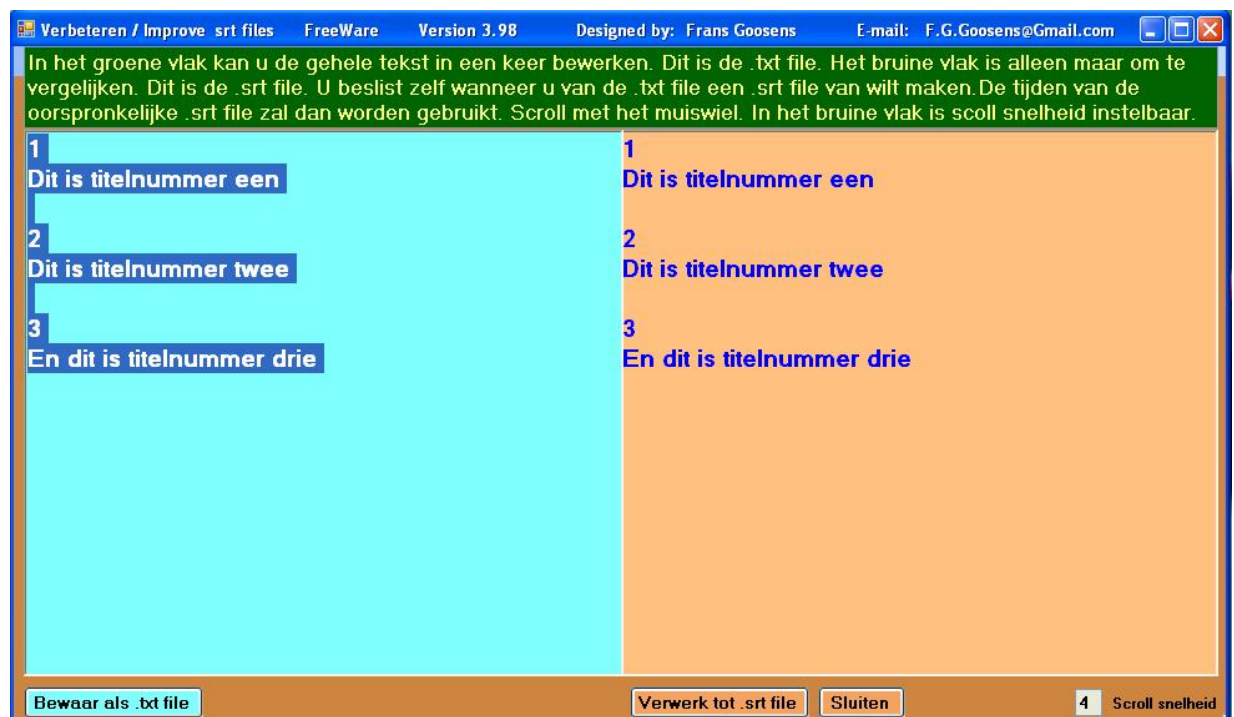 Verbeteren / Improve srt files FreeWare Version 3.98 Designed by: Frans Goosens E-mail: F.G.Goosens@Gmail.com
In het groene vlak kan u de gehele tekst in een keer bewerken. Dit is de .txt file. Het bruine vlak is alleen maar om te
vergelijken. Dit is de .srt file. U beslist zelf wanneer u van de .txt file een .srt file van wilt maken.De tijden van de
oorspronkelijke .srt file zal dan worden gebruikt. Scroll met het muiswiel. In het bruine vlak is scoll snelheid instelbaar.
1
Dit is titelnummer een
2
Dit is titelnummer twee
3
En dit is titelnummer drie
1
Dit is titelnummer een
2
Dit is titelnummer twee
3
En dit is titelnummer drie
Bewaar als .txt file Verwerk tot .srt file Sluiten 4 Scroll snelheid